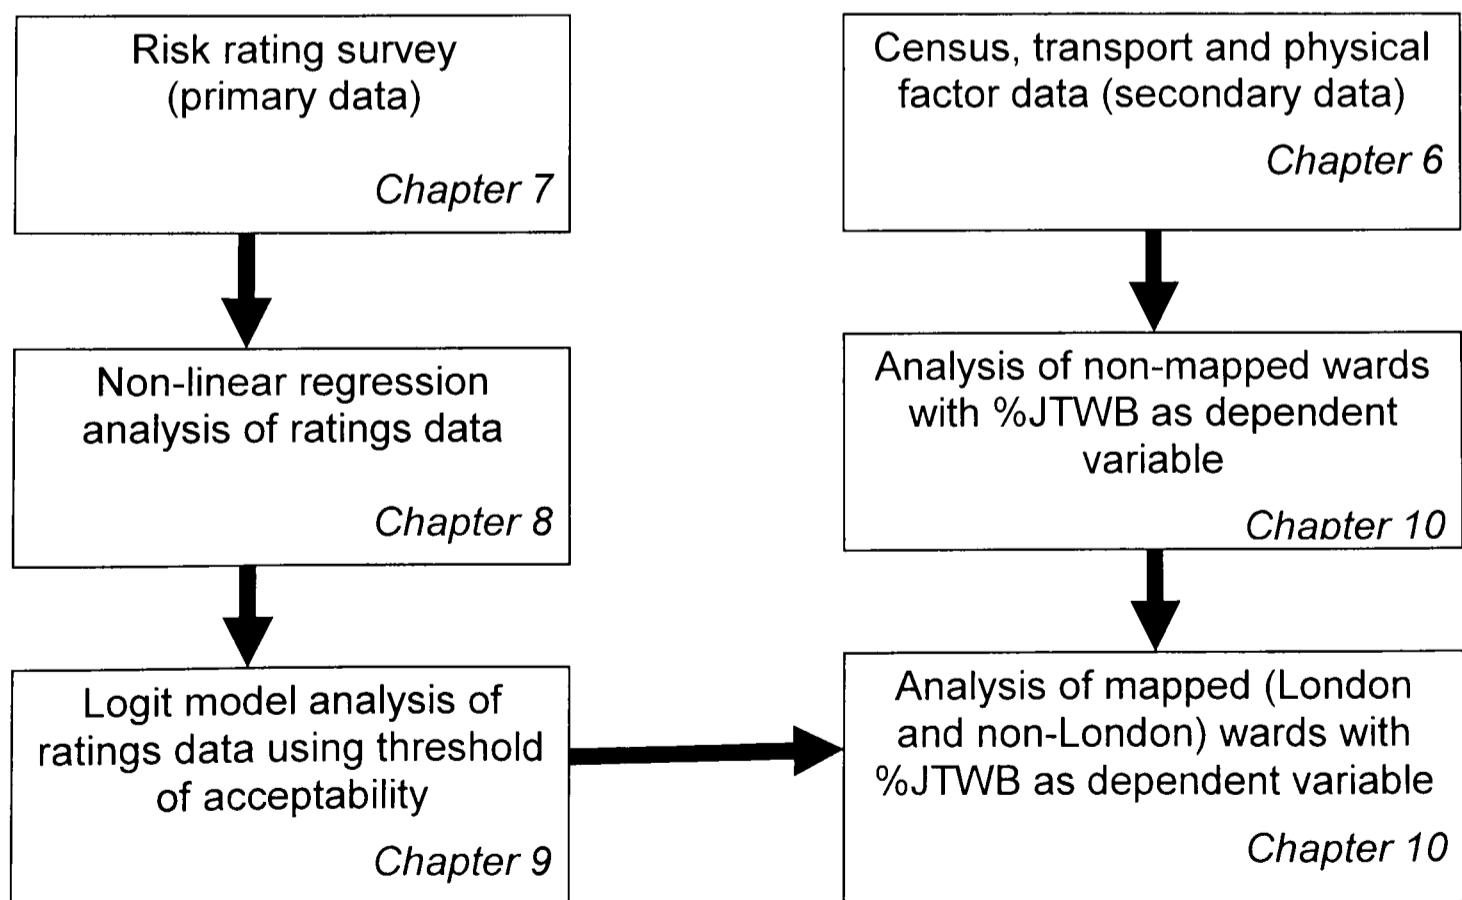 Risk rating survey
(primary data)
Chapter 7
Non-linear regression
analysis of ratings data
Chapter 8
Logit model analysis of
ratings data using threshold
of acceptability
Chapter 9
Census, transport and physical
factor data (secondary data)
Chapter 6
Analysis of non-mapped wards
with %JTWB as dependent
variable
Chapter 10
Analysis of mapped (London
and non-London) wards with
%JTWB as dependent variable
Chapter 10